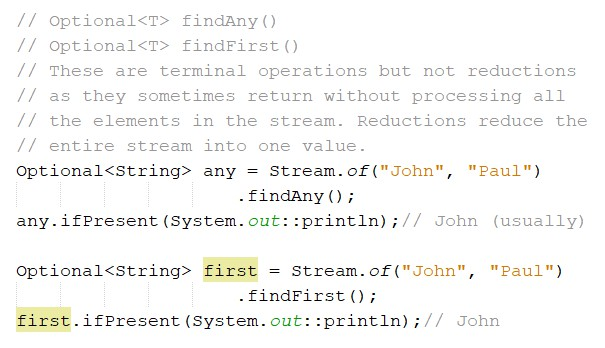 // Optional<T> findAny()
// Optional<T> findFirst()
// These are terminal operations but not reductions
// as they sometimes return without processing all
// the elements in the stream. Reductions reduce the
// entire stream into one value.
Optional<String> any = Stream.of("John", "Paul")
                    .findAny();
any.ifPresent(System.out::println);// John (usually)

Optional<String> first = Stream.of("John", "Paul")
                    .findFirst();
first.ifPresent(System.out::println);// John